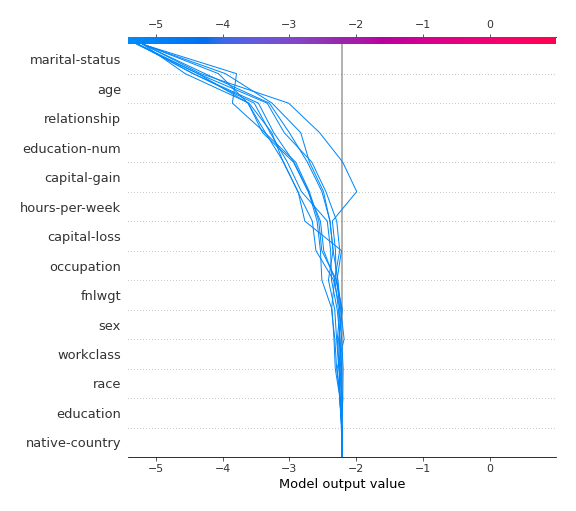 −5 −4 −3 −2 −1 0
marital-status
age
relationship
education-num
capital-gain
hours-per-week
capital-loss
occupation
fnlwgt
sex
workclass
race
education
native-country
−5 −4 −3 −2 −1 0
Model output value